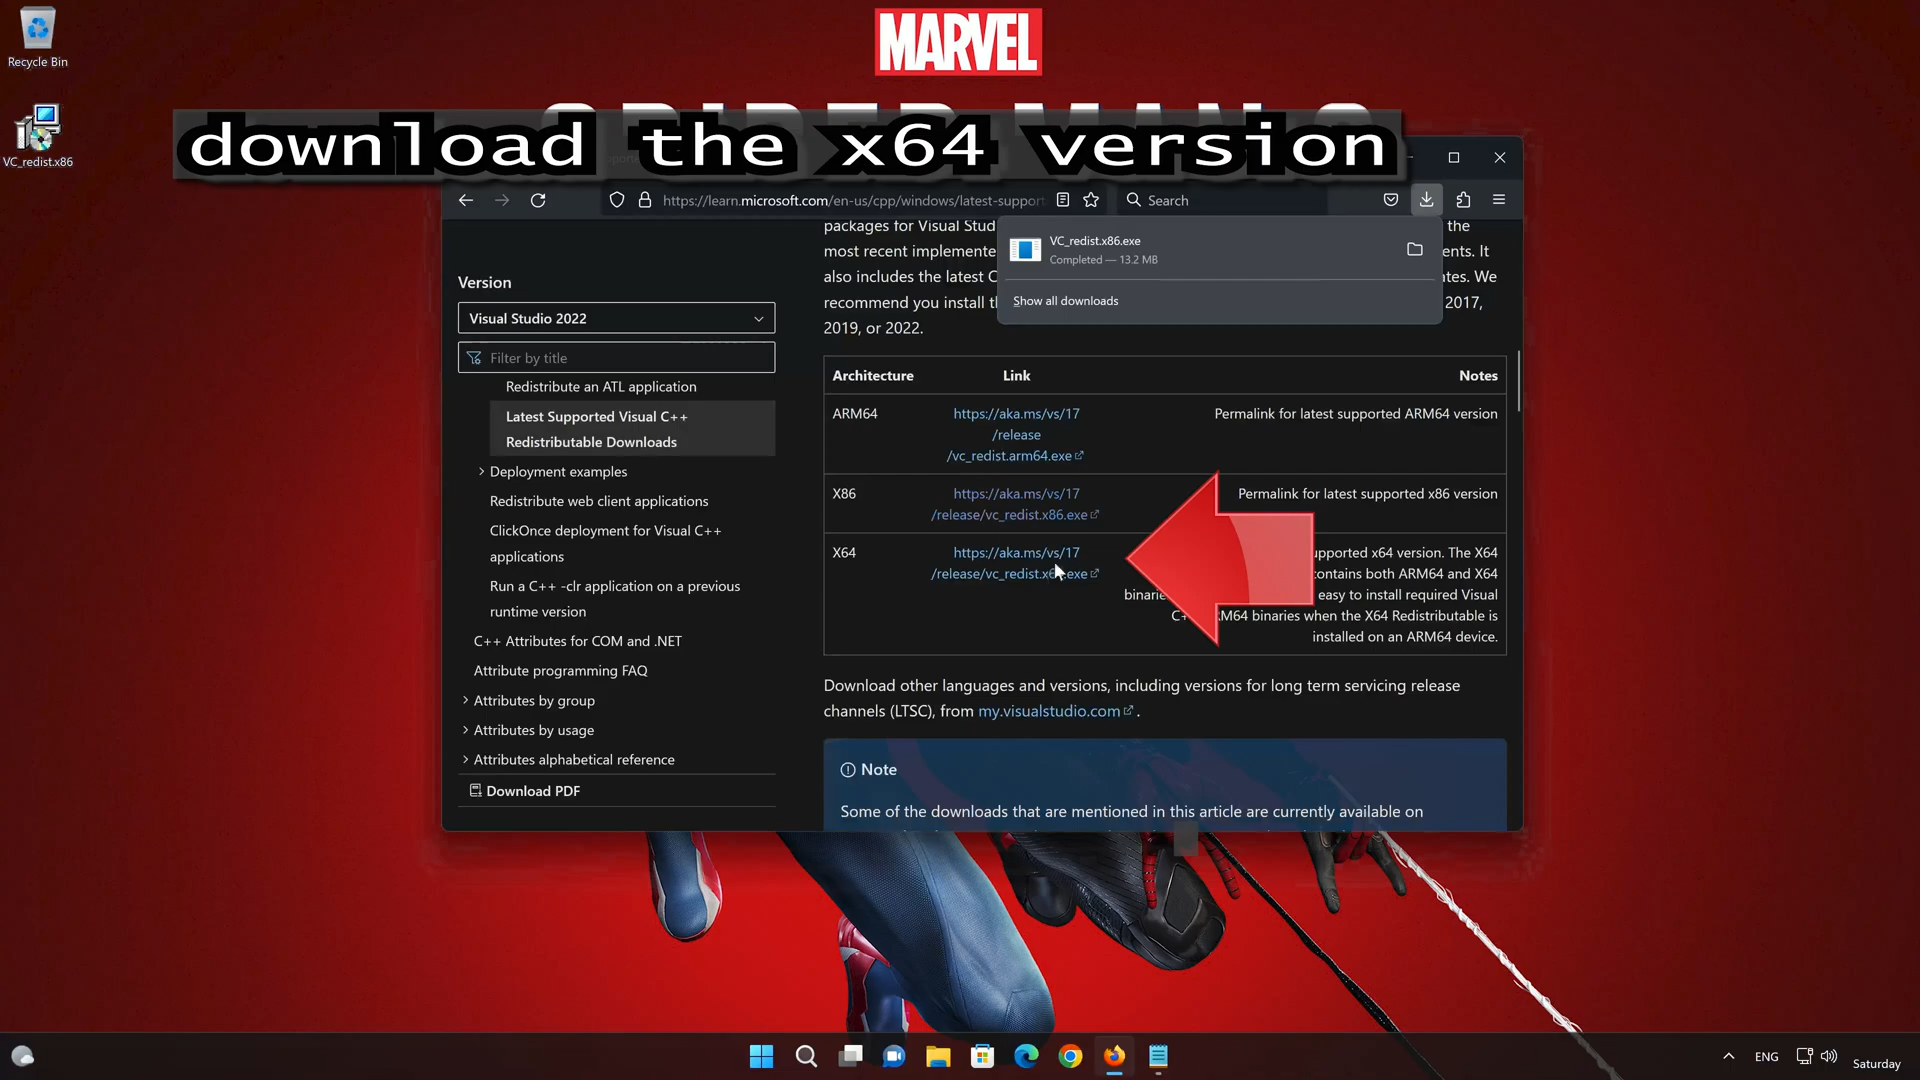 MARVEL
Recycle Bin
VC_redist.x86
download the x64 version
https://learn.microsoft.com/en-us/cpp/windows/latest-support
Search
VC_redist.x86.exe
Completed — 13.2 MB
Show all downloads
Version
Visual Studio 2022
Filter by title
Redistribute an ATL application
Latest Supported Visual C++
Redistributable Downloads
Deployment examples
Redistribute web client applications
ClickOnce deployment for Visual C++
applications
Run a C++ -clr application on a previous
runtime version
C++ Attributes for COM and .NET
Attribute programming FAQ
Attributes by group
Attributes by usage
Attributes alphabetical reference
Download PDF
packages for Visual Stud the
most recent implemente ents. It
also includes the latest C tes. We
recommend you install t 2017,
2019, or 2022.
Architecture Link Notes
ARM64 https://aka.ms/vs/17 Permalink for latest supported ARM64 version
/release
/vc_redist.arm64.exe
X86 https://aka.ms/vs/17 Permalink for latest supported x86 version
/release/vc_redist.x86.exe
X64 https://aka.ms/vs/17 upported x64 version. The X64
/release/vc_redist.x64.exe contains both ARM64 and X64
binarie easy to install required Visual
C+ RM64 binaries when the X64 Redistributable is
installed on an ARM64 device.
Download other languages and versions, including versions for long term servicing release
channels (LTSC), from my.visualstudio.com .
Note
Some of the downloads that are mentioned in this article are currently available on
ENG
Saturday